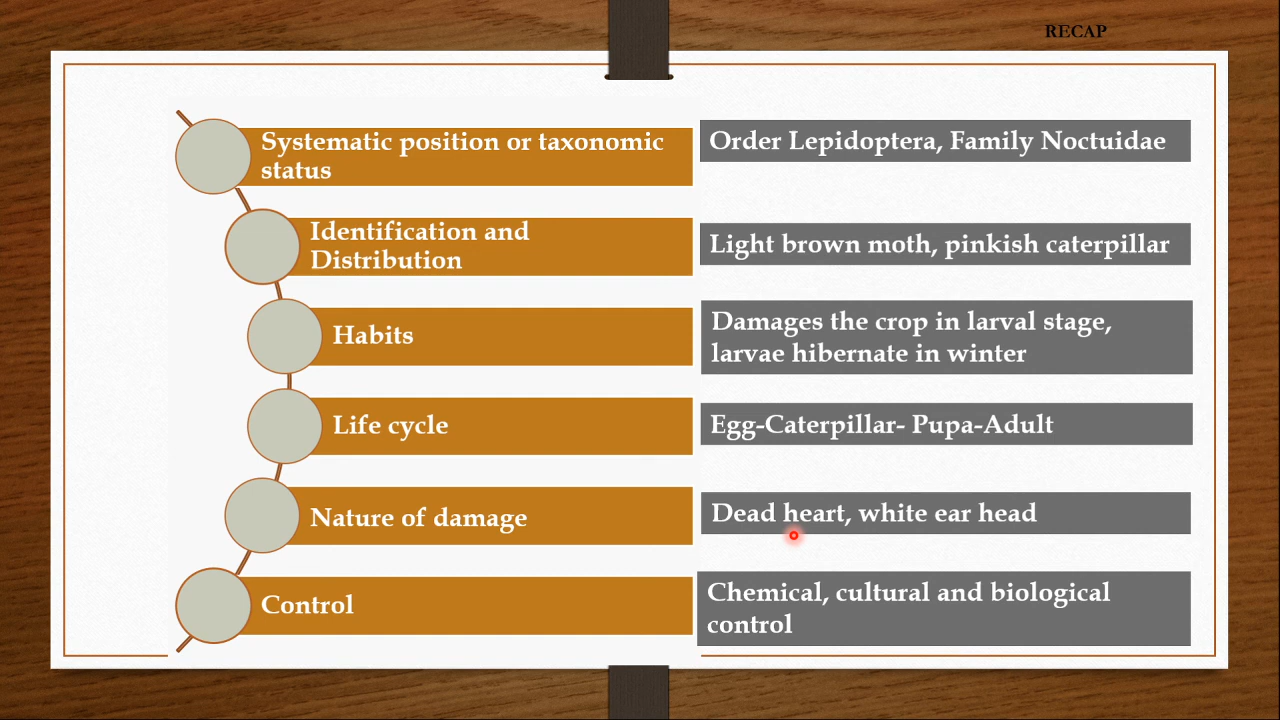 RECAP
Systematic position or taxonomic
status
Order Lepidoptera, Family Noctuidae
Identification and
Distribution
Light brown moth, pinkish caterpillar
Habits
Damages the crop in larval stage,
larvae hibernate in winter
Life cycle
Egg-Caterpillar- Pupa-Adult
Nature of damage
Dead heart, white ear head
Control
Chemical, cultural and biological
control